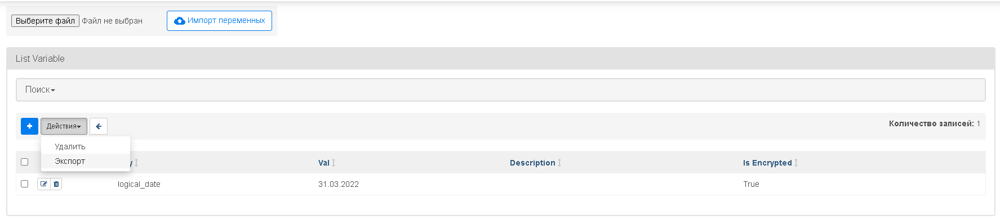 Выберите файл Файл не выбран Импорт переменных
List Variable
Поиск
Действия Количество записей: 1
Удалить
Экспорт
y Val Description Is Encrypted
logical_date 31.03.2022 True